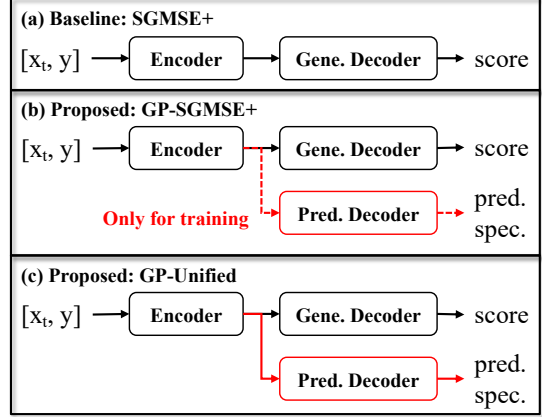 (a) Baseline: SGMSE+
[xt, y] Encoder Gene. Decoder score
(b) Proposed: GP-SGMSE+
[xt, y] Encoder Gene. Decoder score
Only for training Pred. Decoder pred. spec.
(c) Proposed: GP-Unified
[xt, y] Encoder Gene. Decoder score
Pred. Decoder pred. spec.